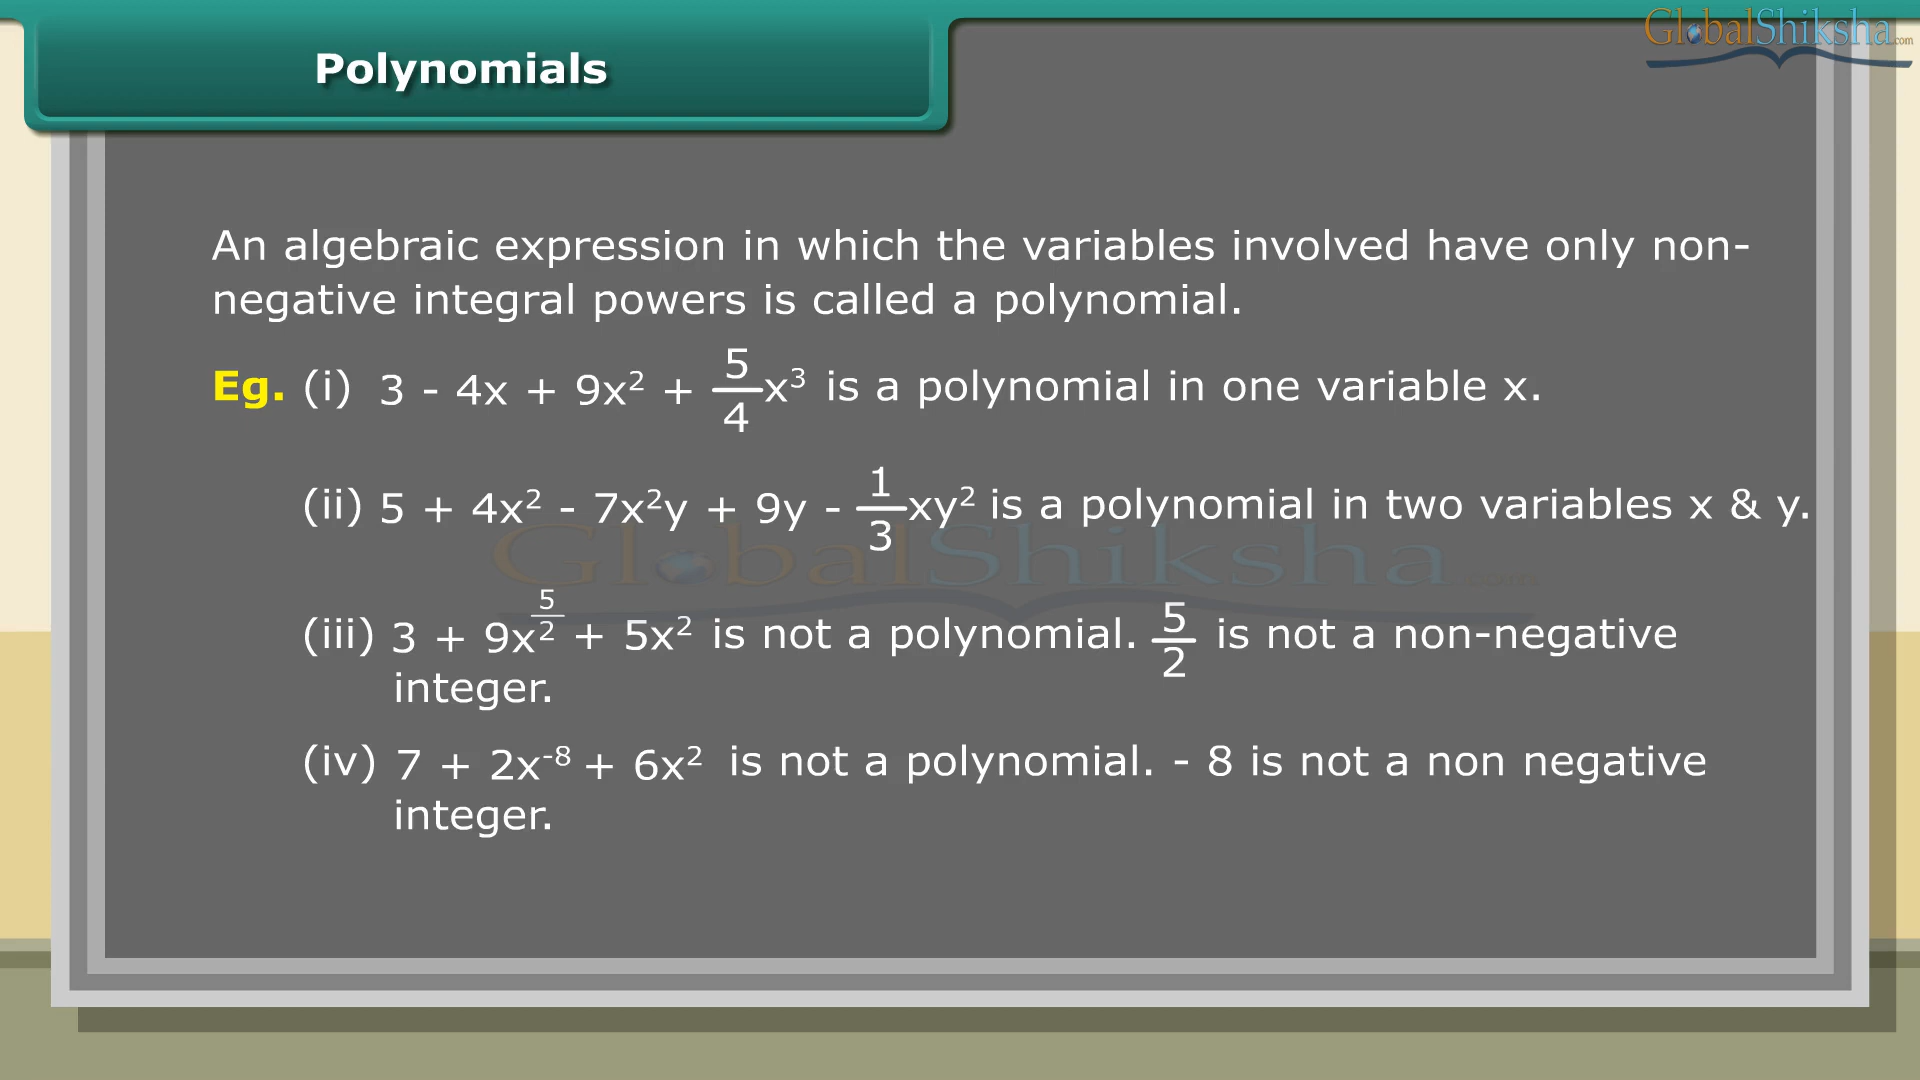 GlobalShiksha.com
Polynomials
An algebraic expression in which the variables involved have only non-
negative integral powers is called a polynomial.
Eg. (i) 3 - 4x + 9x² + 5/4 x³ is a polynomial in one variable x.
(ii) 5 + 4x² - 7x²y + 9y - 1/3 xy² is a polynomial in two variables x & y.
GlobalShiksha
(iii) 3 + 9x^(5/2) + 5x² is not a polynomial. 5/2 is not a non-negative
integer.
(iv) 7 + 2x⁻⁸ + 6x² is not a polynomial. - 8 is not a non negative
integer.